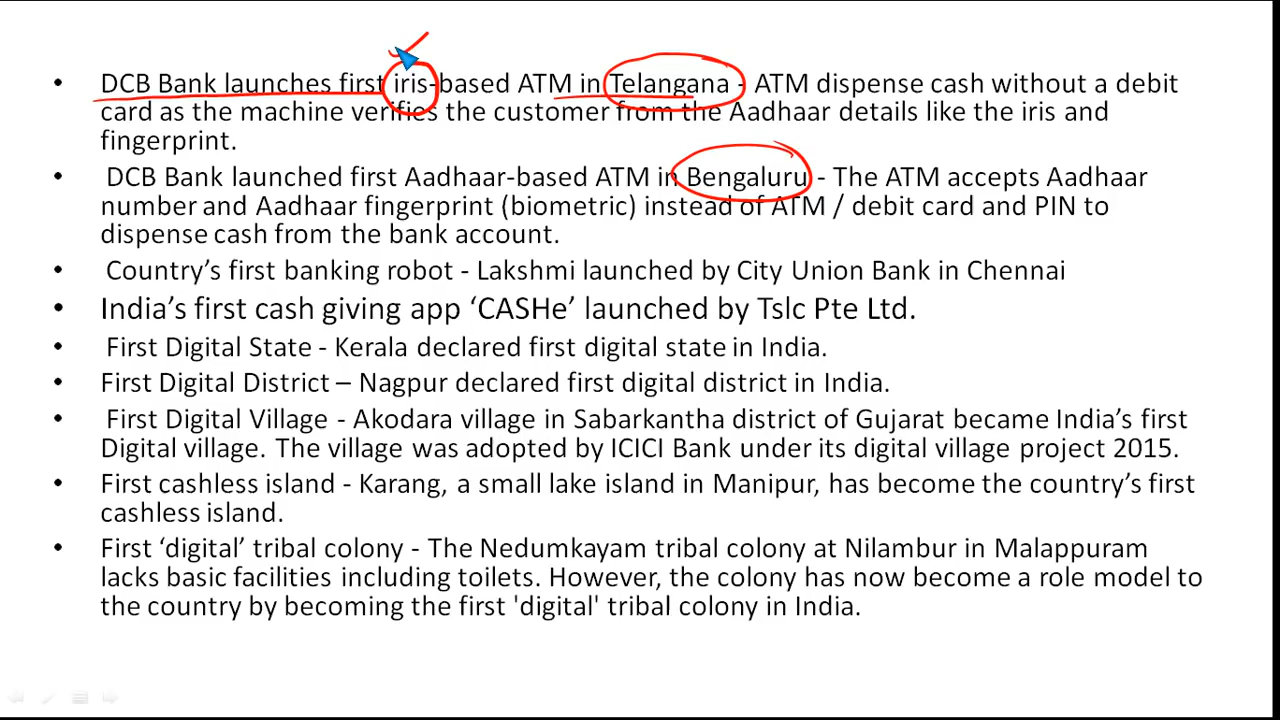 • DCB Bank launches first iris-based ATM in Telangana - ATM dispense cash without a debit
card as the machine verifies the customer from the Aadhaar details like the iris and
fingerprint.
• DCB Bank launched first Aadhaar-based ATM in Bengaluru - The ATM accepts Aadhaar
number and Aadhaar fingerprint (biometric) instead of ATM / debit card and PIN to
dispense cash from the bank account.
• Country’s first banking robot - Lakshmi launched by City Union Bank in Chennai
• India’s first cash giving app ‘CASHe’ launched by Tslc Pte Ltd.
• First Digital State - Kerala declared first digital state in India.
• First Digital District – Nagpur declared first digital district in India.
• First Digital Village - Akodara village in Sabarkantha district of Gujarat became India’s first
Digital village. The village was adopted by ICICI Bank under its digital village project 2015.
• First cashless island - Karang, a small lake island in Manipur, has become the country’s first
cashless island.
• First ‘digital’ tribal colony - The Nedumkayam tribal colony at Nilambur in Malappuram
lacks basic facilities including toilets. However, the colony has now become a role model to
the country by becoming the first 'digital' tribal colony in India.